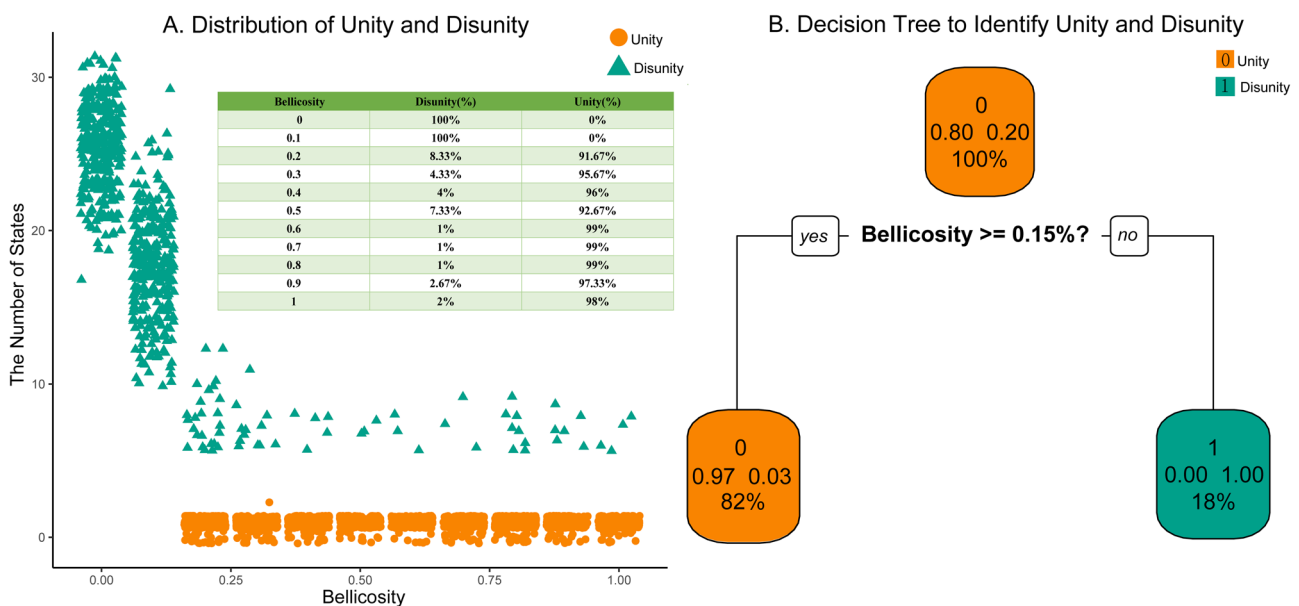 A. Distribution of Unity and Disunity
Unity
Disunity
The Number of States
30
20
10
0
Bellicosity Disunity(%) Unity(%)
0 100% 0%
0.1 100% 0%
0.2 8.33% 91.67%
0.3 4.33% 95.67%
0.4 4% 96%
0.5 7.33% 92.67%
0.6 1% 99%
0.7 1% 99%
0.8 1% 99%
0.9 2.67% 97.33%
1 2% 98%
0.00 0.25 0.50 0.75 1.00
Bellicosity
B. Decision Tree to Identify Unity and Disunity
0 Unity
1 Disunity
0
0.80 0.20
100%
yes Bellicosity >= 0.15%? no
0
0.97 0.03
82%
1
0.00 1.00
18%